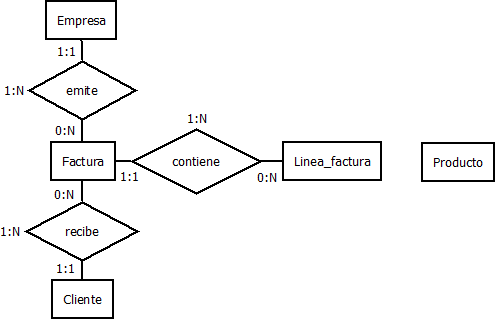 Empresa
1:1
1:N
emite
0:N
1:N
Factura
1:1
contiene
0:N
Linea_factura
Producto
0:N
1:N
recibe
1:1
Cliente